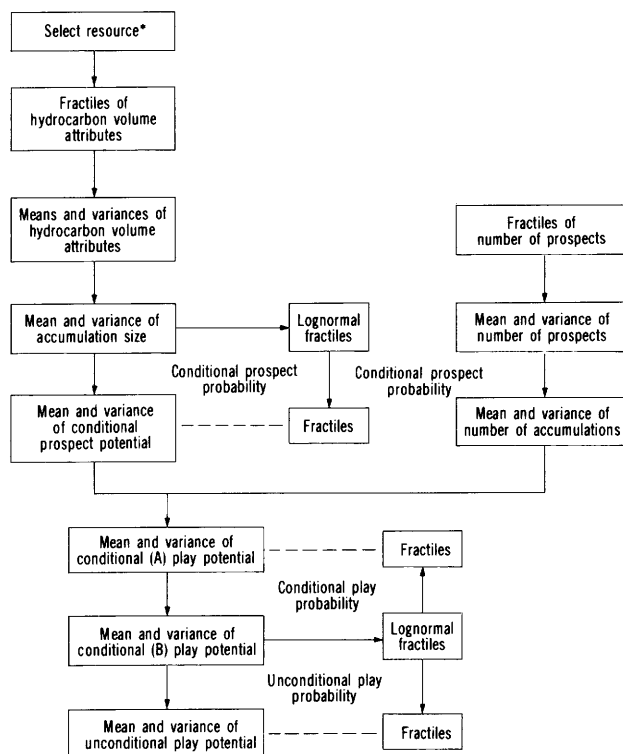 Select resource*
Fractiles of
hydrocarbon volume
attributes
Means and variances of
hydrocarbon volume
attributes
Fractiles of
number of prospects
Mean and variance of
accumulation size
Lognormal
fractiles
Mean and variance of
number of prospects
Conditional prospect
probability
Conditional prospect
probability
Mean and variance
of conditional
prospect potential
Fractiles
Mean and variance of
number of accumulations
Mean and variance of
conditional (A) play potential
Fractiles
Conditional play
probability
Mean and variance of
conditional (B) play potential
Lognormal
fractiles
Unconditional play
probability
Mean and variance of
unconditional play potential
Fractiles